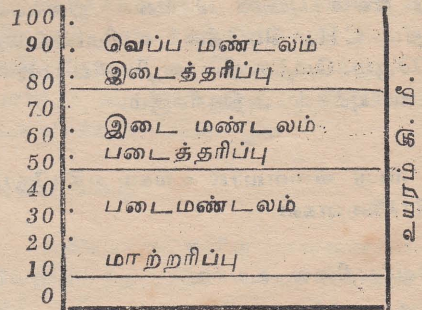 100
90 வெப்ப மண்டலம்
80 இடைத்தரிப்பு
70
60 இடை மண்டலம்
50 படைத்தரிப்பு
40
30 படைமண்டலம்
20
10 மாற்றரிப்பு
0
உயரம் கி. மீ.